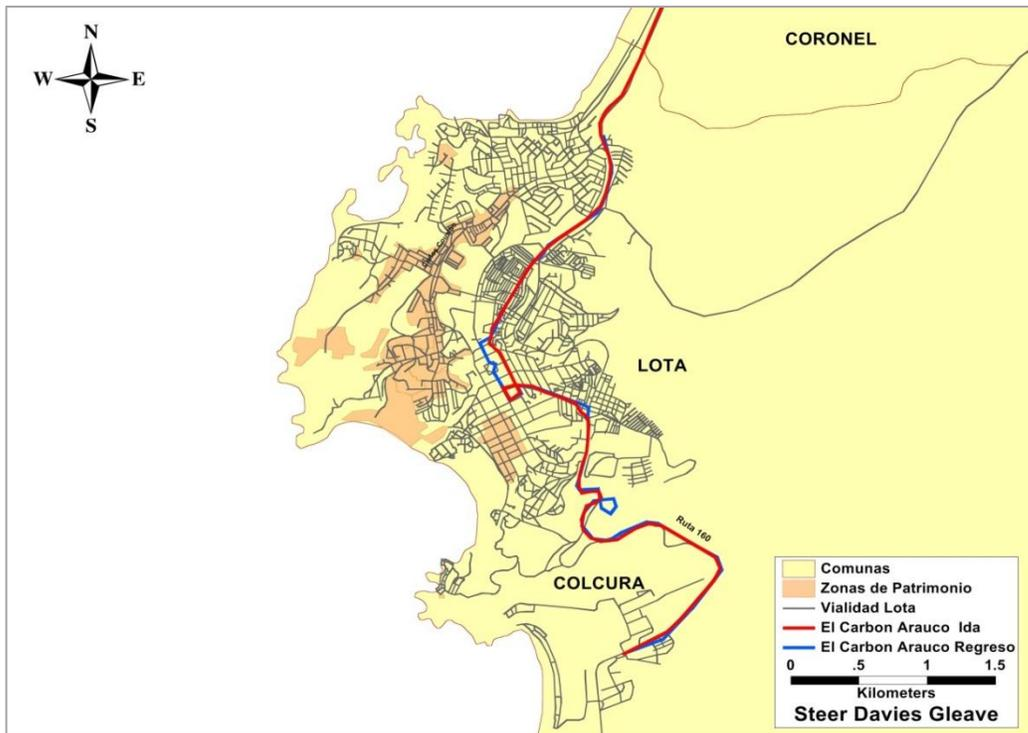 N
W E
S
CORONEL
LOTA
Ruta 160
COLCURA
Comunas
Zonas de Patrimonio
Vialidad Lota
El Carbon Arauco Ida
El Carbon Arauco Regreso
0 .5 1 1.5
Kilometers
Steer Davies Gleave